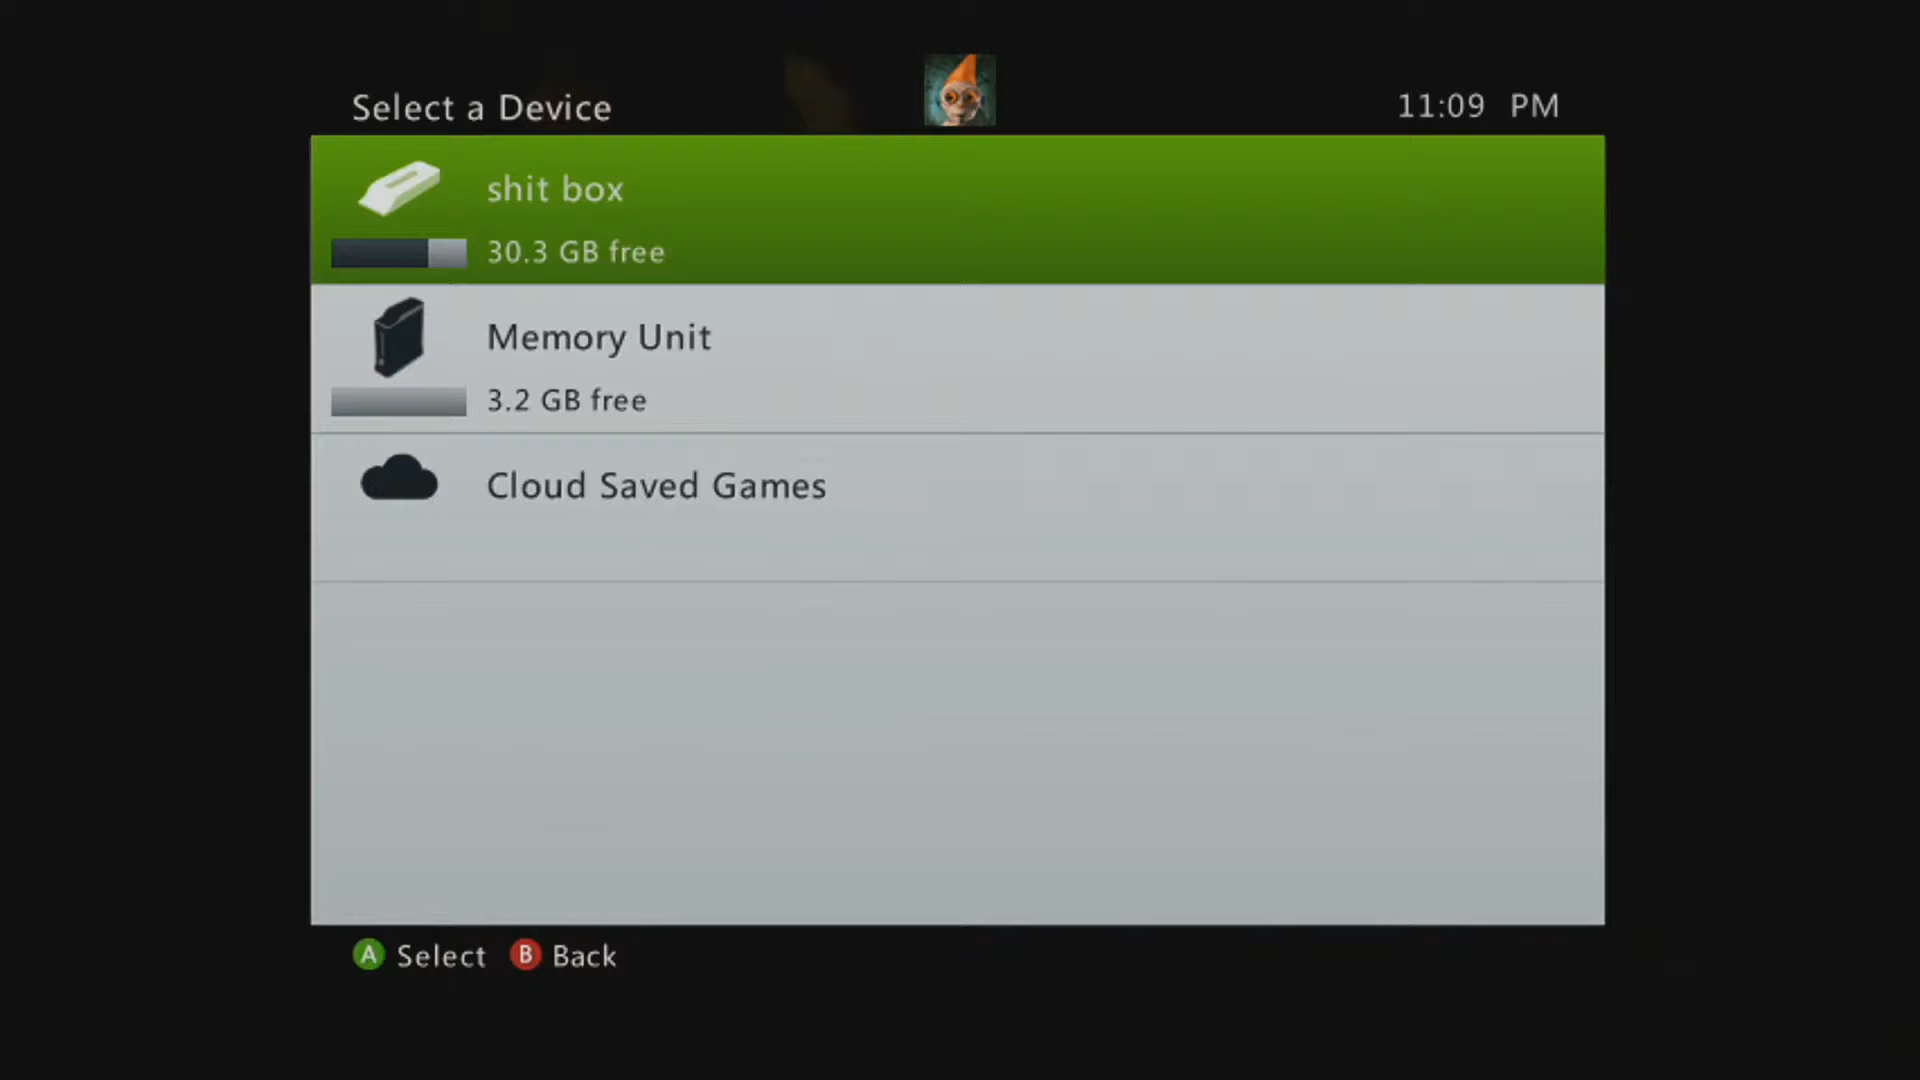 Select a Device
11:09 PM
shit box
30.3 GB free
Memory Unit
3.2 GB free
Cloud Saved Games
A Select B Back